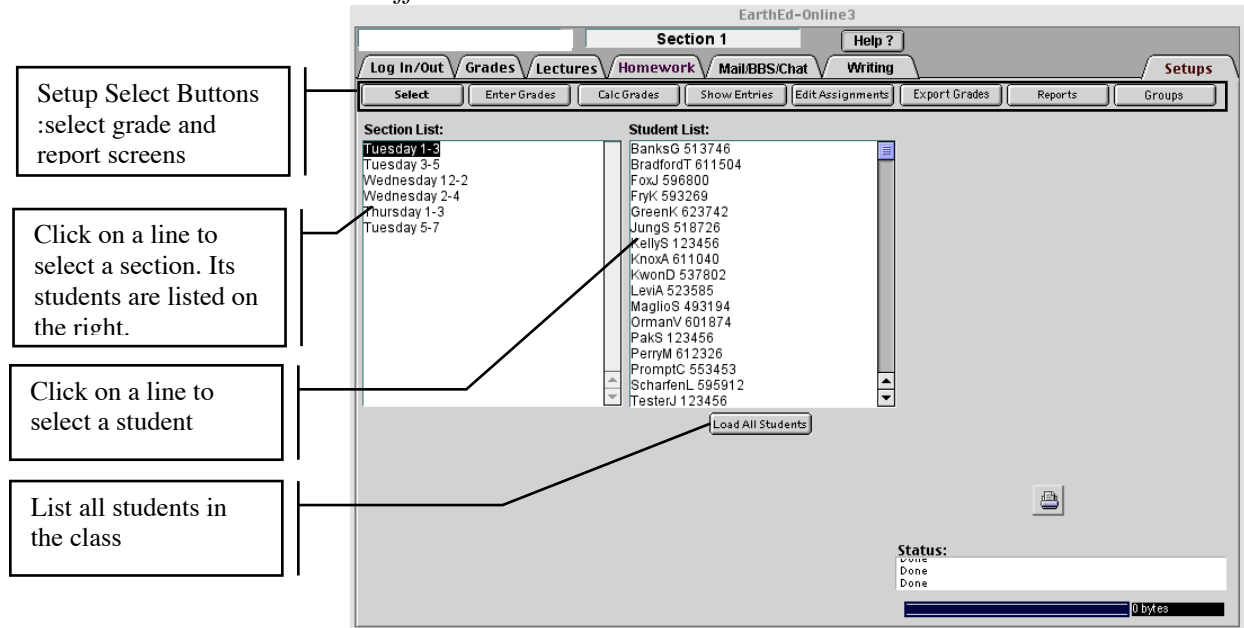 EarthEd-Online3
Section 1
Help ?
Log In/Out Grades Lectures Homework Mail/BBS/Chat Writing Setups
Select Enter Grades Calc Grades Show Entries Edit Assignments Export Grades Reports Groups
Setup Select Buttons
:select grade and
report screens
Click on a line to
select a section. Its
students are listed on
the right.
Click on a line to
select a student
List all students in
the class
Section List:
Tuesday 1-3
Tuesday 3-5
Wednesday 12-2
Wednesday 2-4
Thursday 1-3
Tuesday 5-7
Student List:
BanksG 513746
BradfordT 611504
FoxJ 596800
FryK 593269
GreenK 623742
JungS 518726
KellyS 123456
KnoxA 611040
KwonD 537802
LeviA 523585
MaglioS 493194
OrmanV 601874
PakS 123456
PerryM 612326
PromptC 553453
ScharfenL 595912
TesterJ 123456
Load All Students
Status:
Done
Done
Done
0 bytes